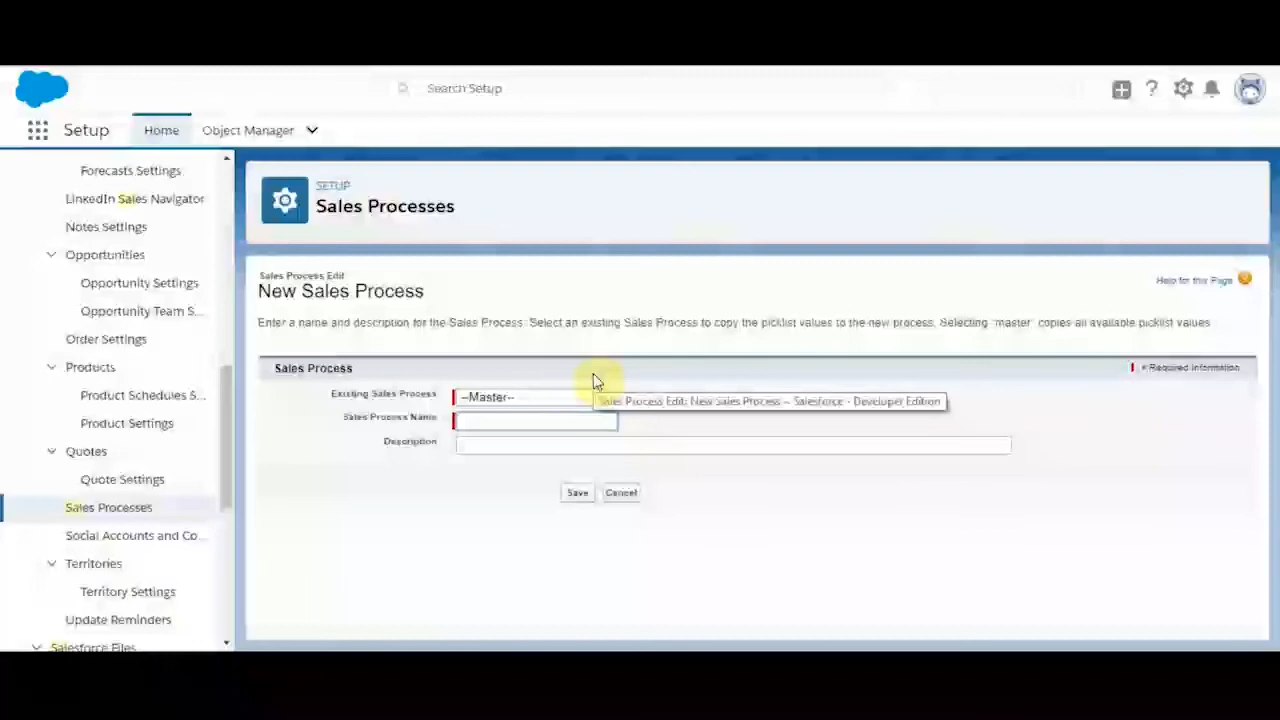 Search Setup
Setup
Home
Object Manager
Forecasts Settings
LinkedIn Sales Navigator
Notes Settings
Opportunities
Opportunity Settings
Opportunity Team S...
Order Settings
Products
Product Schedules S...
Product Settings
Quotes
Quote Settings
Sales Processes
Social Accounts and Co...
Territories
Territory Settings
Update Reminders
Salesforce Files
SETUP
Sales Processes
Sales Process Edit
New Sales Process
Help for this Page
Enter a name and description for the Sales Process. Select an existing Sales Process to copy the picklist values to the new process. Selecting "master" copies all available picklist values
Sales Process
= Required Information
Existing Sales Process
--Master--
Sales Process Edit: New Sales Process ~ Salesforce - Developer Edition
Sales Process Name
Description
Save
Cancel